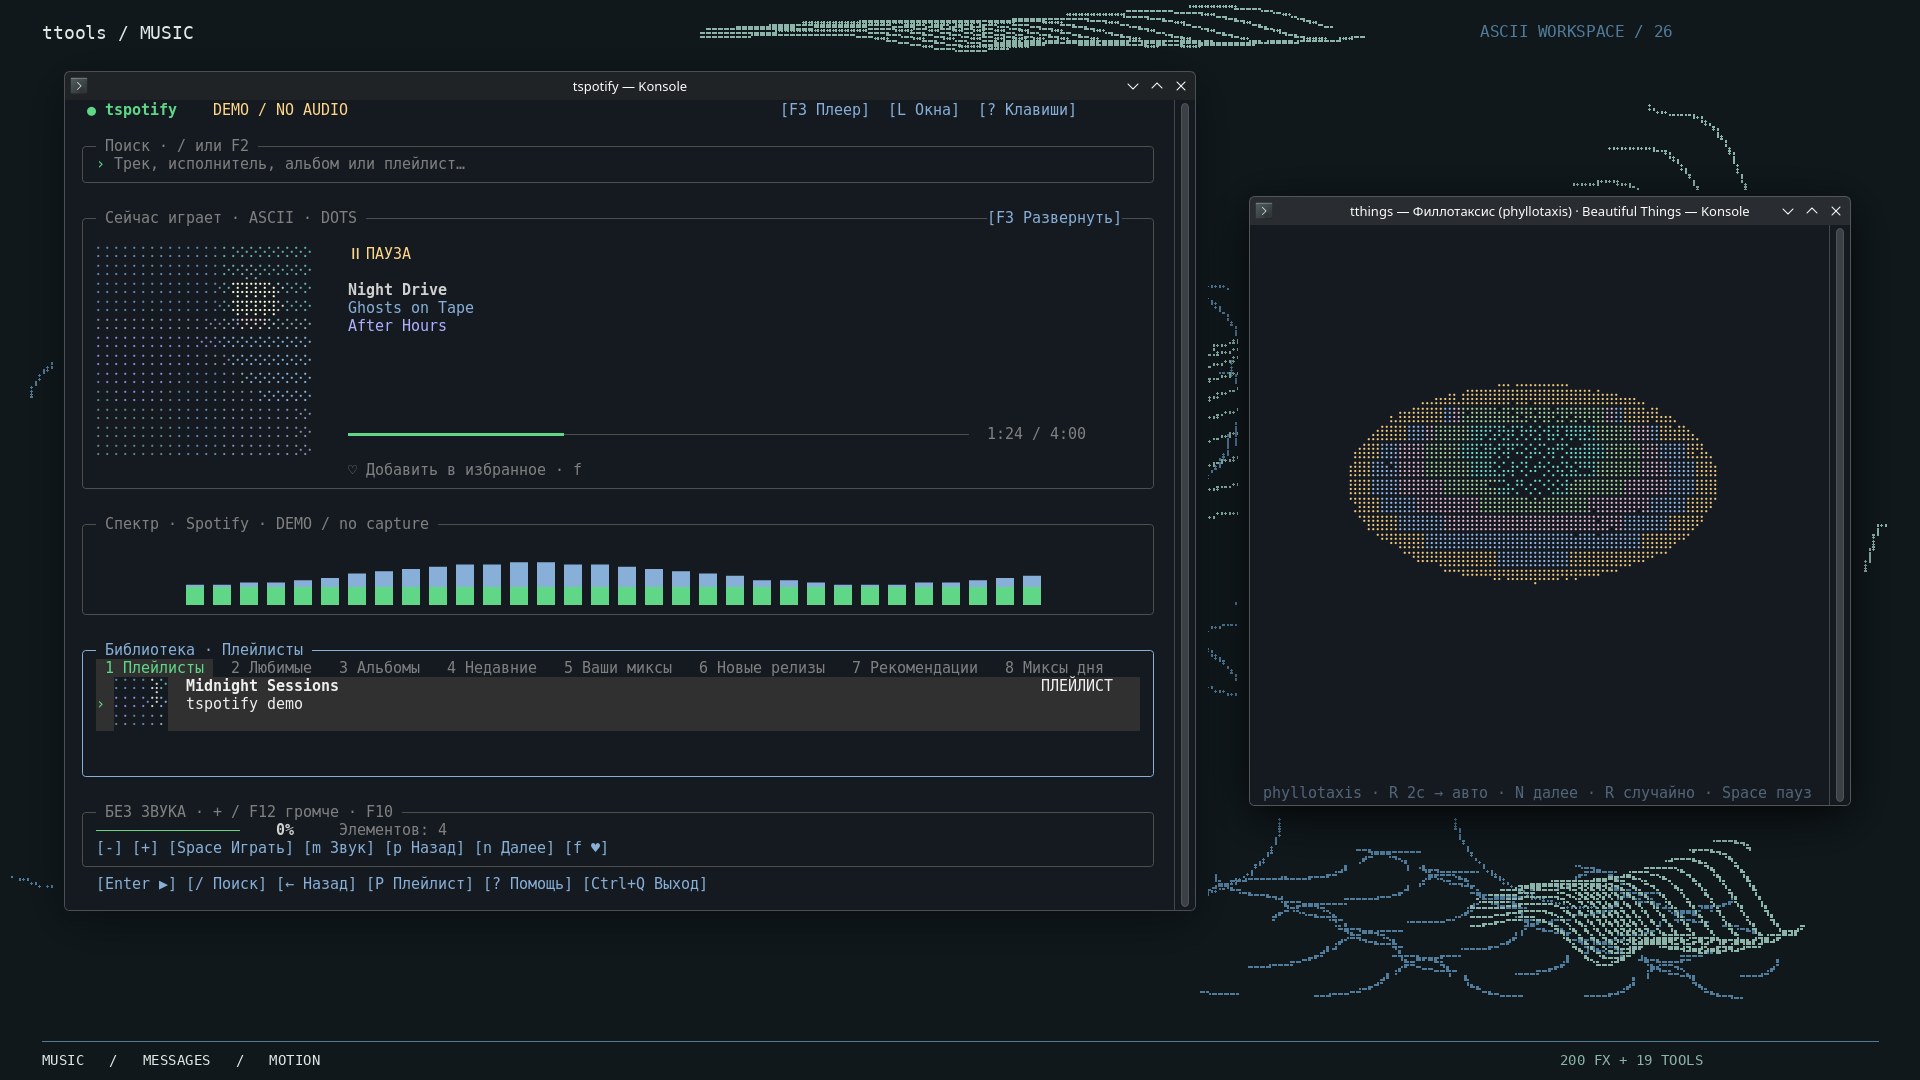 ttools / MUSIC
ASCII WORKSPACE / 26
tspotify — Konsole
● tspotify DEMO / NO AUDIO [F3 Плеер] [L Окна] [? Клавиши]
Поиск · / или F2
› Трек, исполнитель, альбом или плейлист…
Сейчас играет · ASCII · DOTS [F3 Развернуть]
⏸ ПАУЗА
Night Drive
Ghosts on Tape
After Hours
1:24 / 4:00
♡ Добавить в избранное · f
Спектр · Spotify · DEMO / no capture
Библиотека · Плейлисты
1 Плейлисты 2 Любимые 3 Альбомы 4 Недавние 5 Ваши миксы 6 Новые релизы 7 Рекомендации 8 Миксы дня
Midnight Sessions ПЛЕЙЛИСТ
› tspotify demo
БЕЗ ЗВУКА · + / F12 громче · F10
0% Элементов: 4
[-] [+] [Space Играть] [m Звук] [p Назад] [n Далее] [f ♥]
[Enter ▶] [/ Поиск] [← Назад] [P Плейлист] [? Помощь] [Ctrl+Q Выход]
tthings — Филлотаксис (phyllotaxis) · Beautiful Things — Konsole
phyllotaxis · R 2с → авто · N далее · R случайно · Space пауз
MUSIC / MESSAGES / MOTION
200 FX + 19 TOOLS